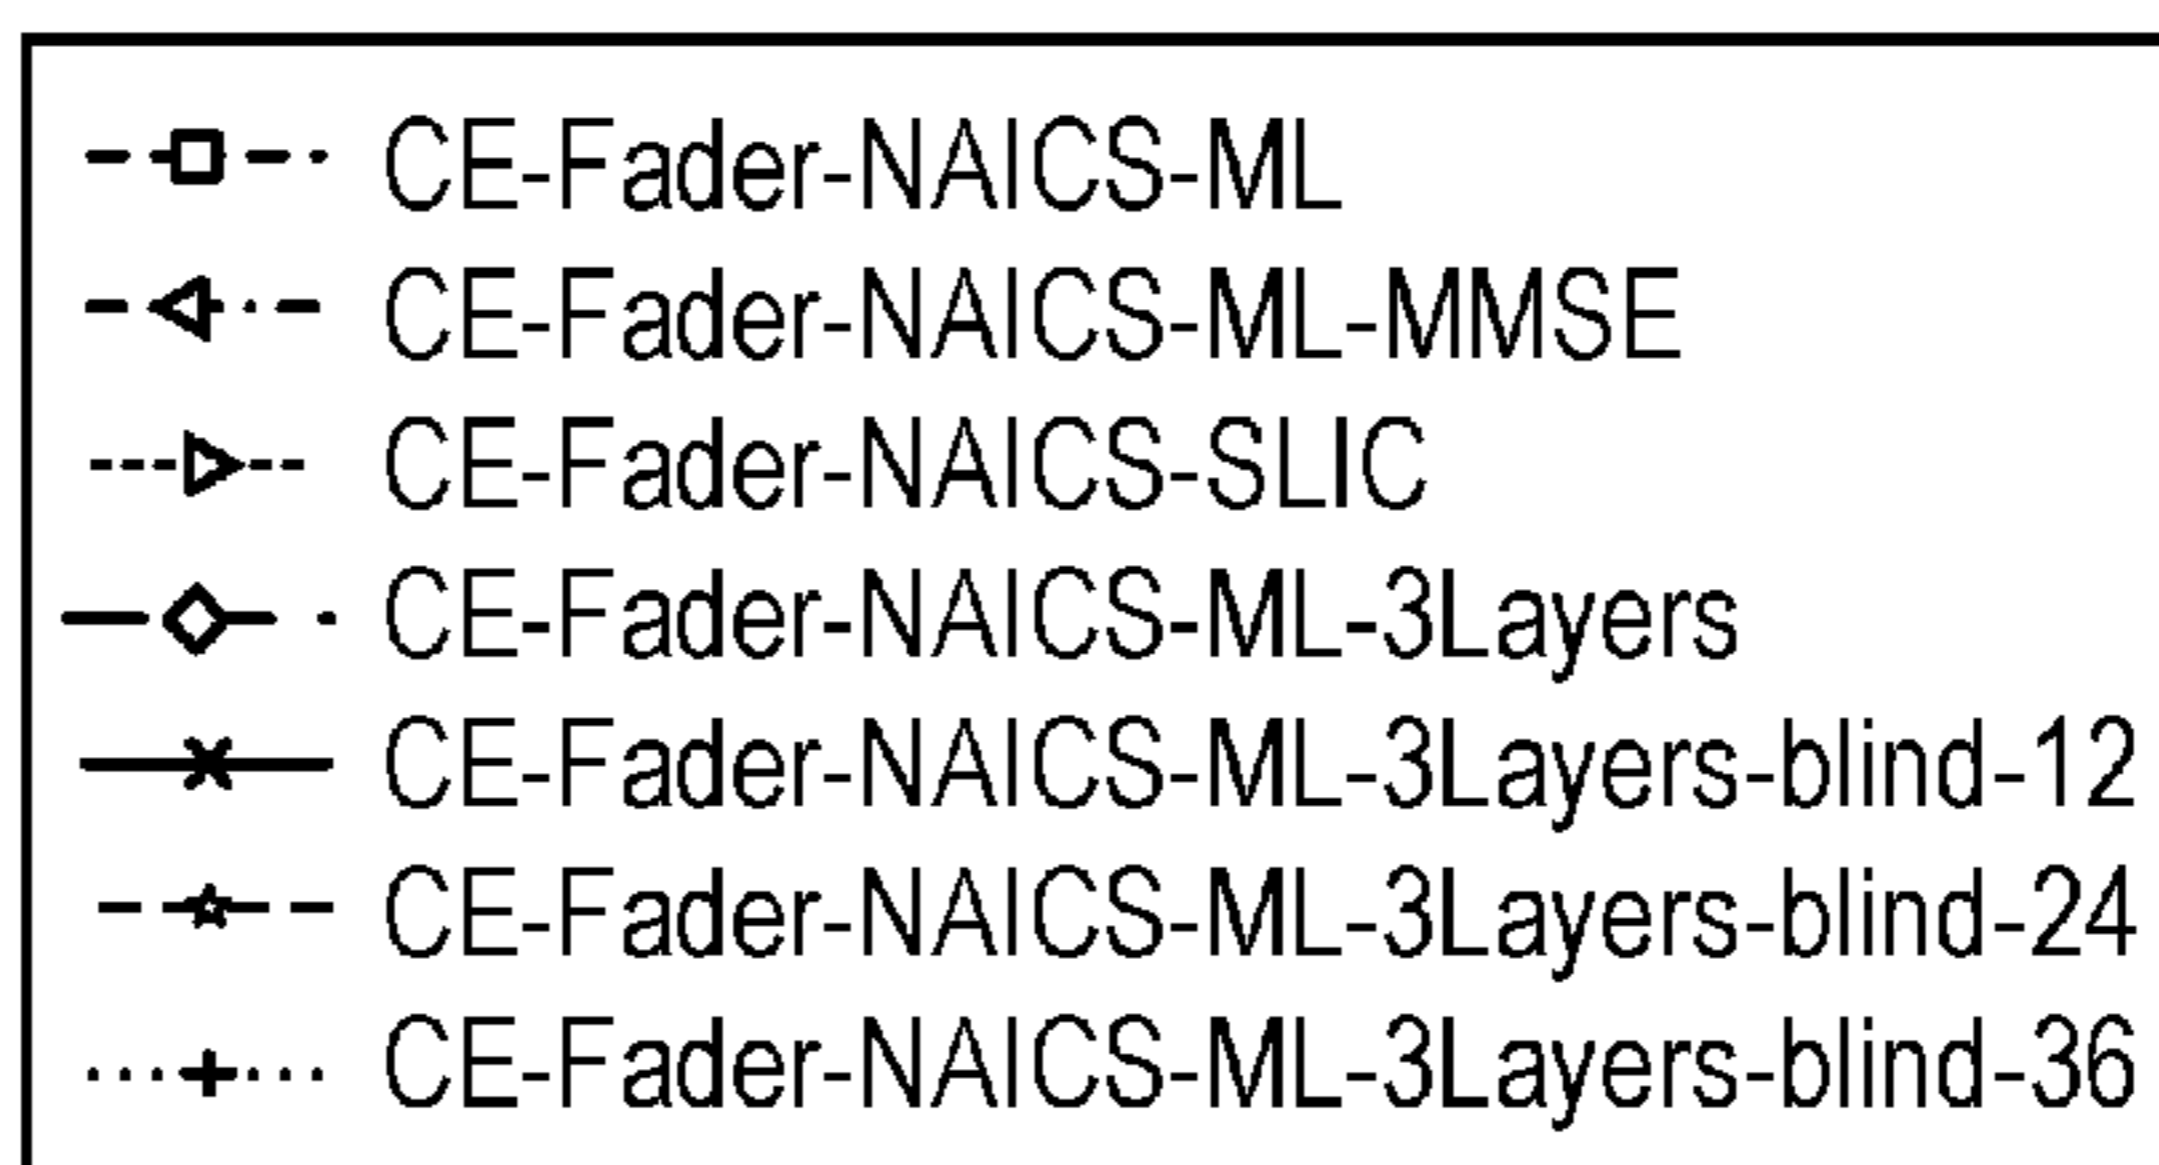 CE-Fader-NAICS-ML
CE-Fader-NAICS-ML-MMSE
CE-Fader-NAICS-SLIC
CE-Fader-NAICS-ML-3Layers
CE-Fader-NAICS-ML-3Layers-blind-12
CE-Fader-NAICS-ML-3Layers-blind-24
CE-Fader-NAICS-ML-3Layers-blind-36